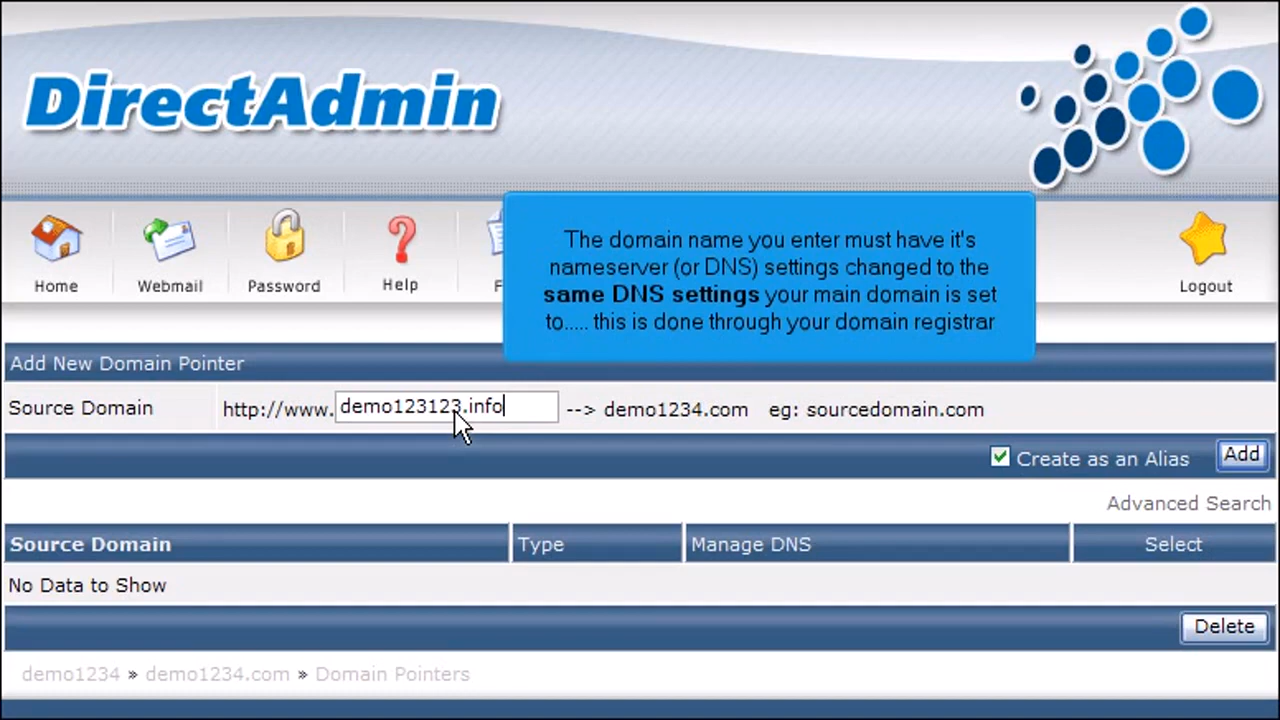 DirectAdmin
Home
Webmail
Password
Help
F
Logout
The domain name you enter must have it's
nameserver (or DNS) settings changed to the
same DNS settings your main domain is set
to..... this is done through your domain registrar
Add New Domain Pointer
Source Domain http://www. demo123123.info --> demo1234.com eg: sourcedomain.com
Create as an Alias Add
Advanced Search
Source Domain Type Manage DNS Select
No Data to Show
Delete
demo1234 » demo1234.com » Domain Pointers